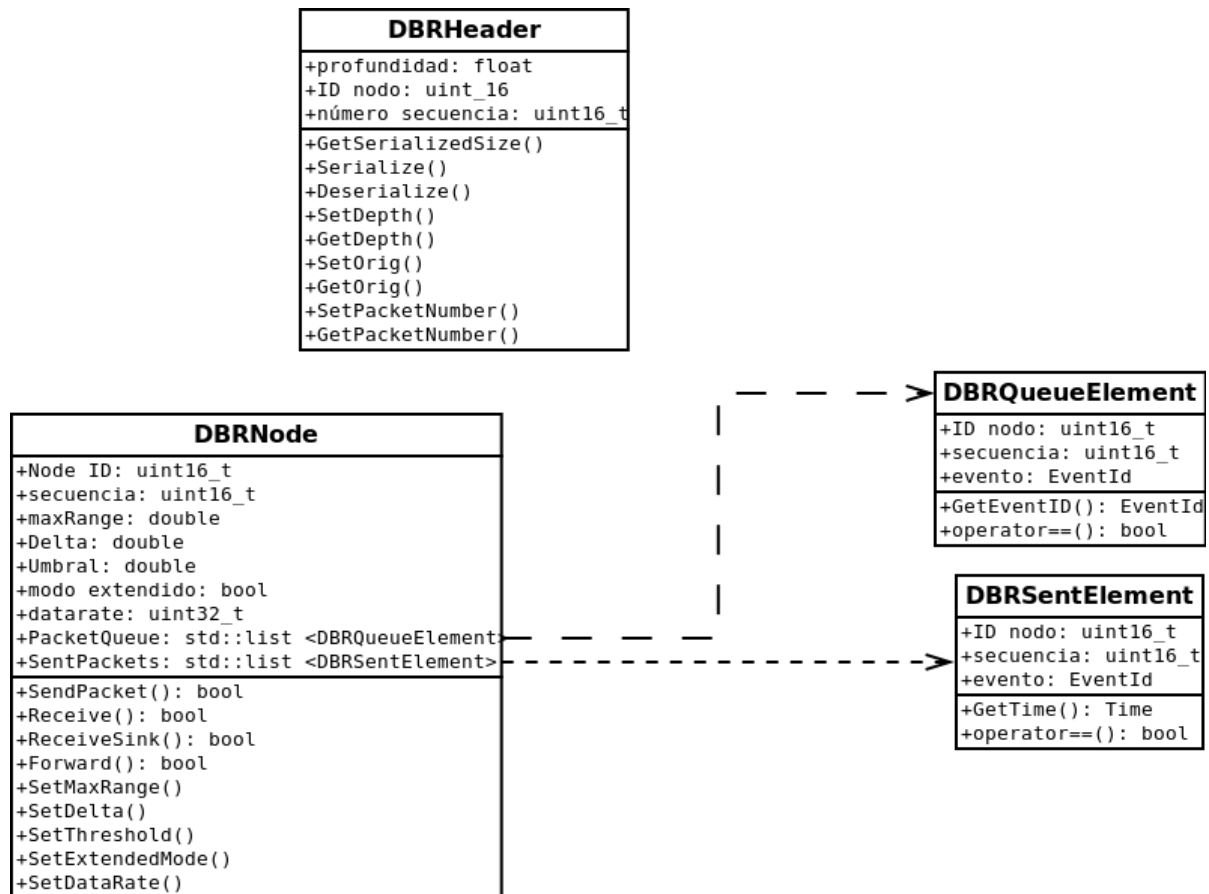 DBRHeader
+profundidad: float
+ID nodo: uint_16
+número secuencia: uint16_t
+GetSerializedSize()
+Serialize()
+Deserialize()
+SetDepth()
+GetDepth()
+SetOrig()
+GetOrig()
+SetPacketNumber()
+GetPacketNumber()
DBRNode
+Node ID: uint16_t
+secuencia: uint16_t
+maxRange: double
+Delta: double
+Umbral: double
+modo extendido: bool
+datarate: uint32_t
+PacketQueue: std::list <DBRQueueElement>
+SentPackets: std::list <DBRSentElement>
+SendPacket(): bool
+Receive(): bool
+ReceiveSink(): bool
+Forward(): bool
+SetMaxRange()
+SetDelta()
+SetThreshold()
+SetExtendedMode()
+SetDataRate()
DBRQueueElement
+ID nodo: uint16_t
+secuencia: uint16_t
+evento: EventId
+GetEventID(): EventId
+operator==(): bool
DBRSentElement
+ID nodo: uint16_t
+secuencia: uint16_t
+evento: EventId
+GetTime(): Time
+operator==(): bool